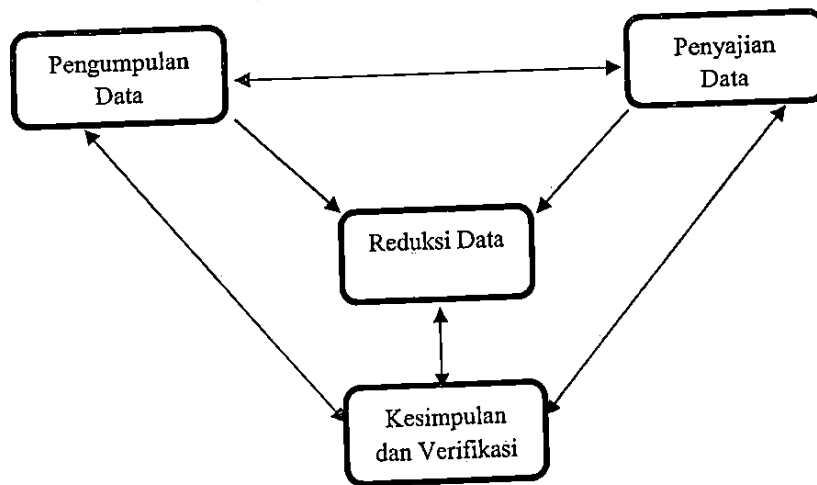 Pengumpulan
Data
Penyajian
Data
Reduksi Data
Kesimpulan
dan Verifikasi